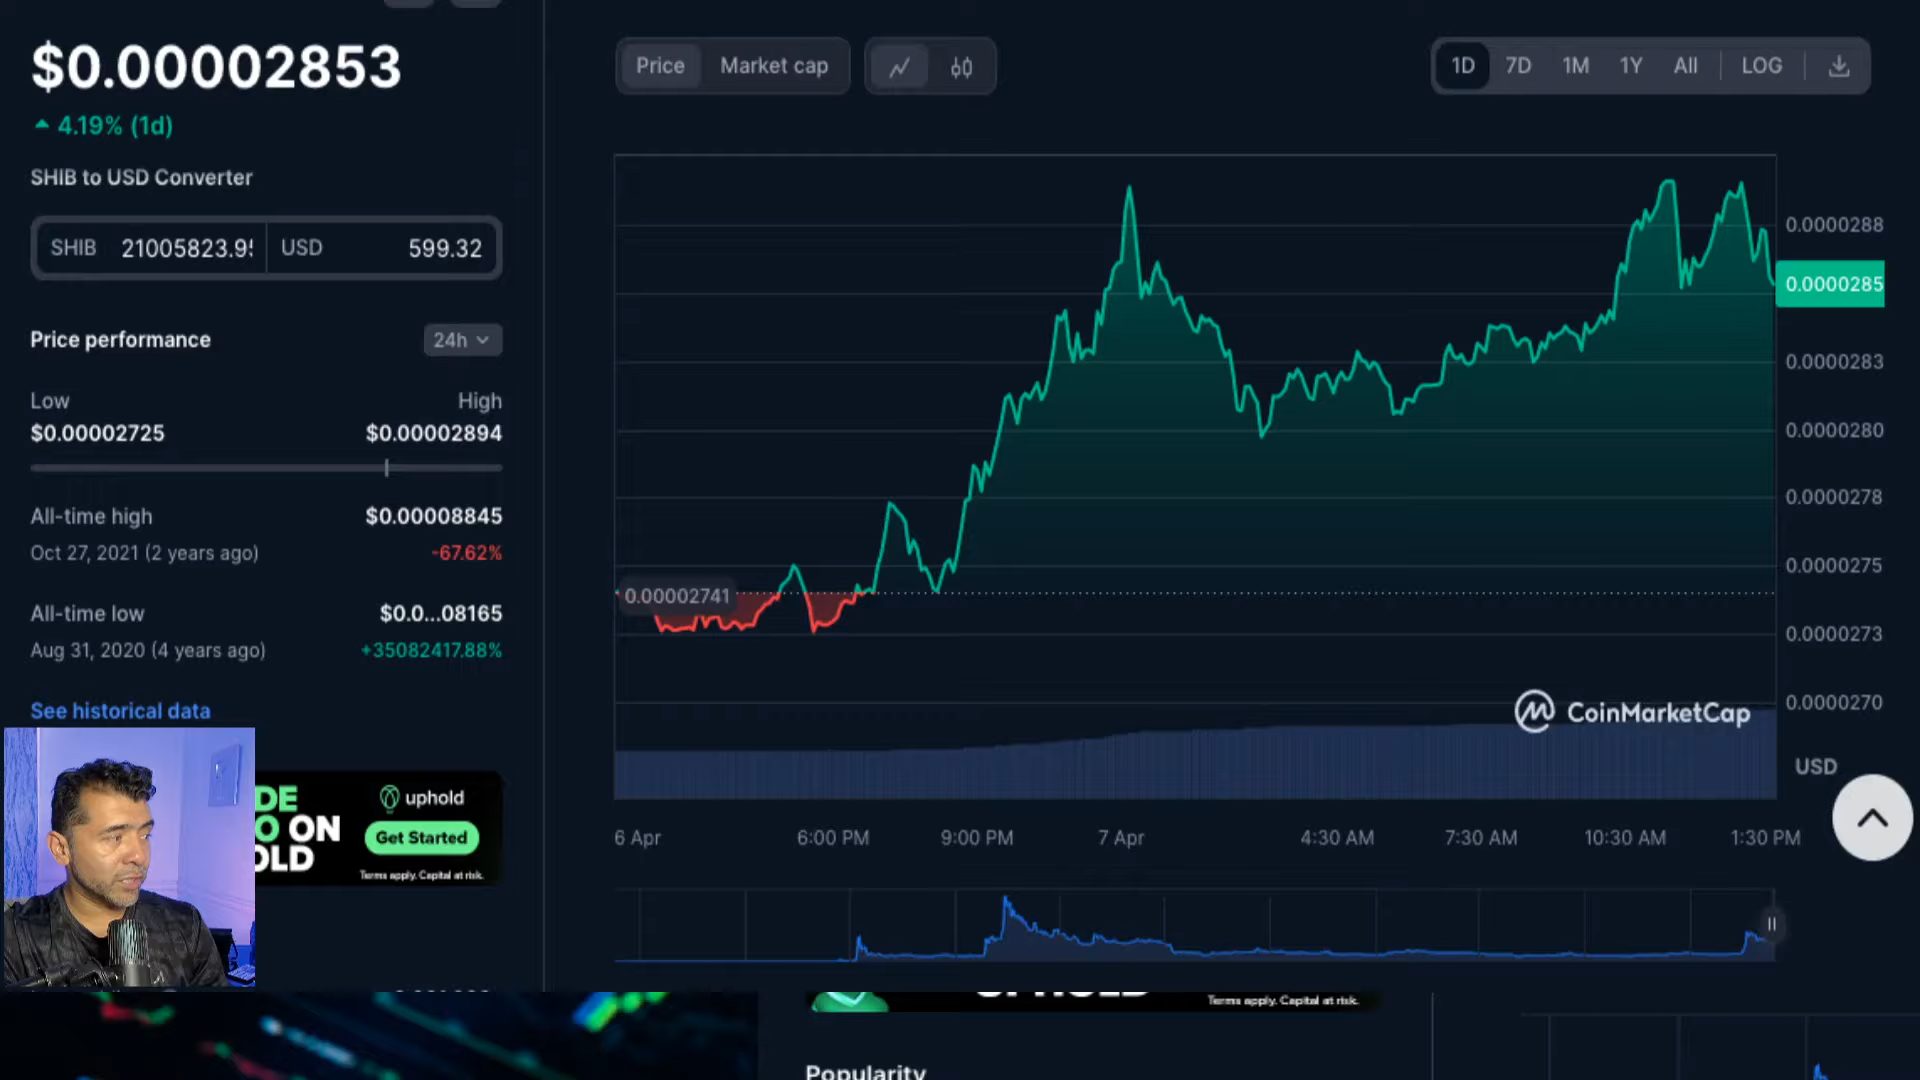 $0.00002853
4.19% (1d)
SHIB to USD Converter
SHIB 21005823.9 USD 599.32
Price performance 24h
Low High
$0.00002725 $0.00002894
All-time high $0.00008845
Oct 27, 2021 (2 years ago) -67.62%
All-time low $0.0...08165
Aug 31, 2020 (4 years ago) +35082417.88%
See historical data
DE
O ON
OLD
uphold
Get Started
Terms apply. Capital at risk.
Price Market cap
1D 7D 1M 1Y All LOG
0.0000288
0.0000285
0.0000283
0.0000280
0.0000278
0.0000275
0.00002741
0.0000273
0.0000270
CoinMarketCap
USD
6 Apr 6:00 PM 9:00 PM 7 Apr 4:30 AM 7:30 AM 10:30 AM 1:30 PM
Terms apply. Capital at risk.
Popularity